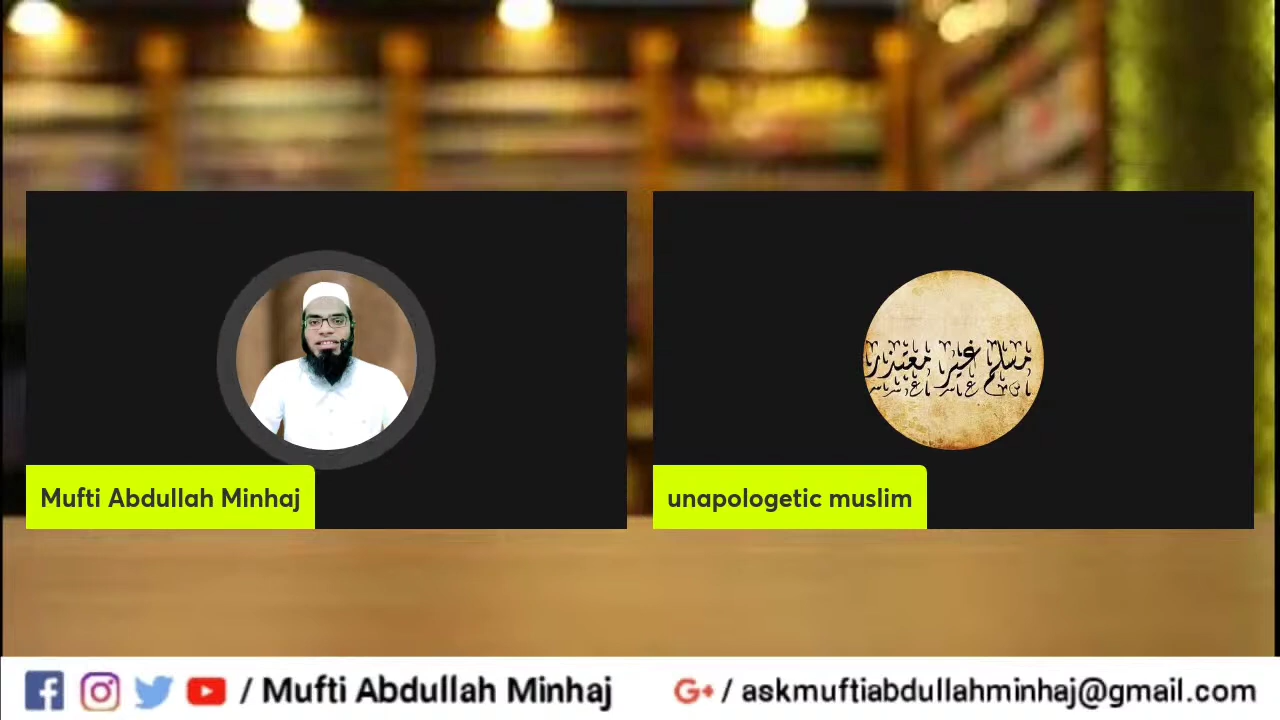 مسلم غير معتذر
Mufti Abdullah Minhaj
unapologetic muslim
/ Mufti Abdullah Minhaj
G+ / askmuftiabdullahminhaj@gmail.com